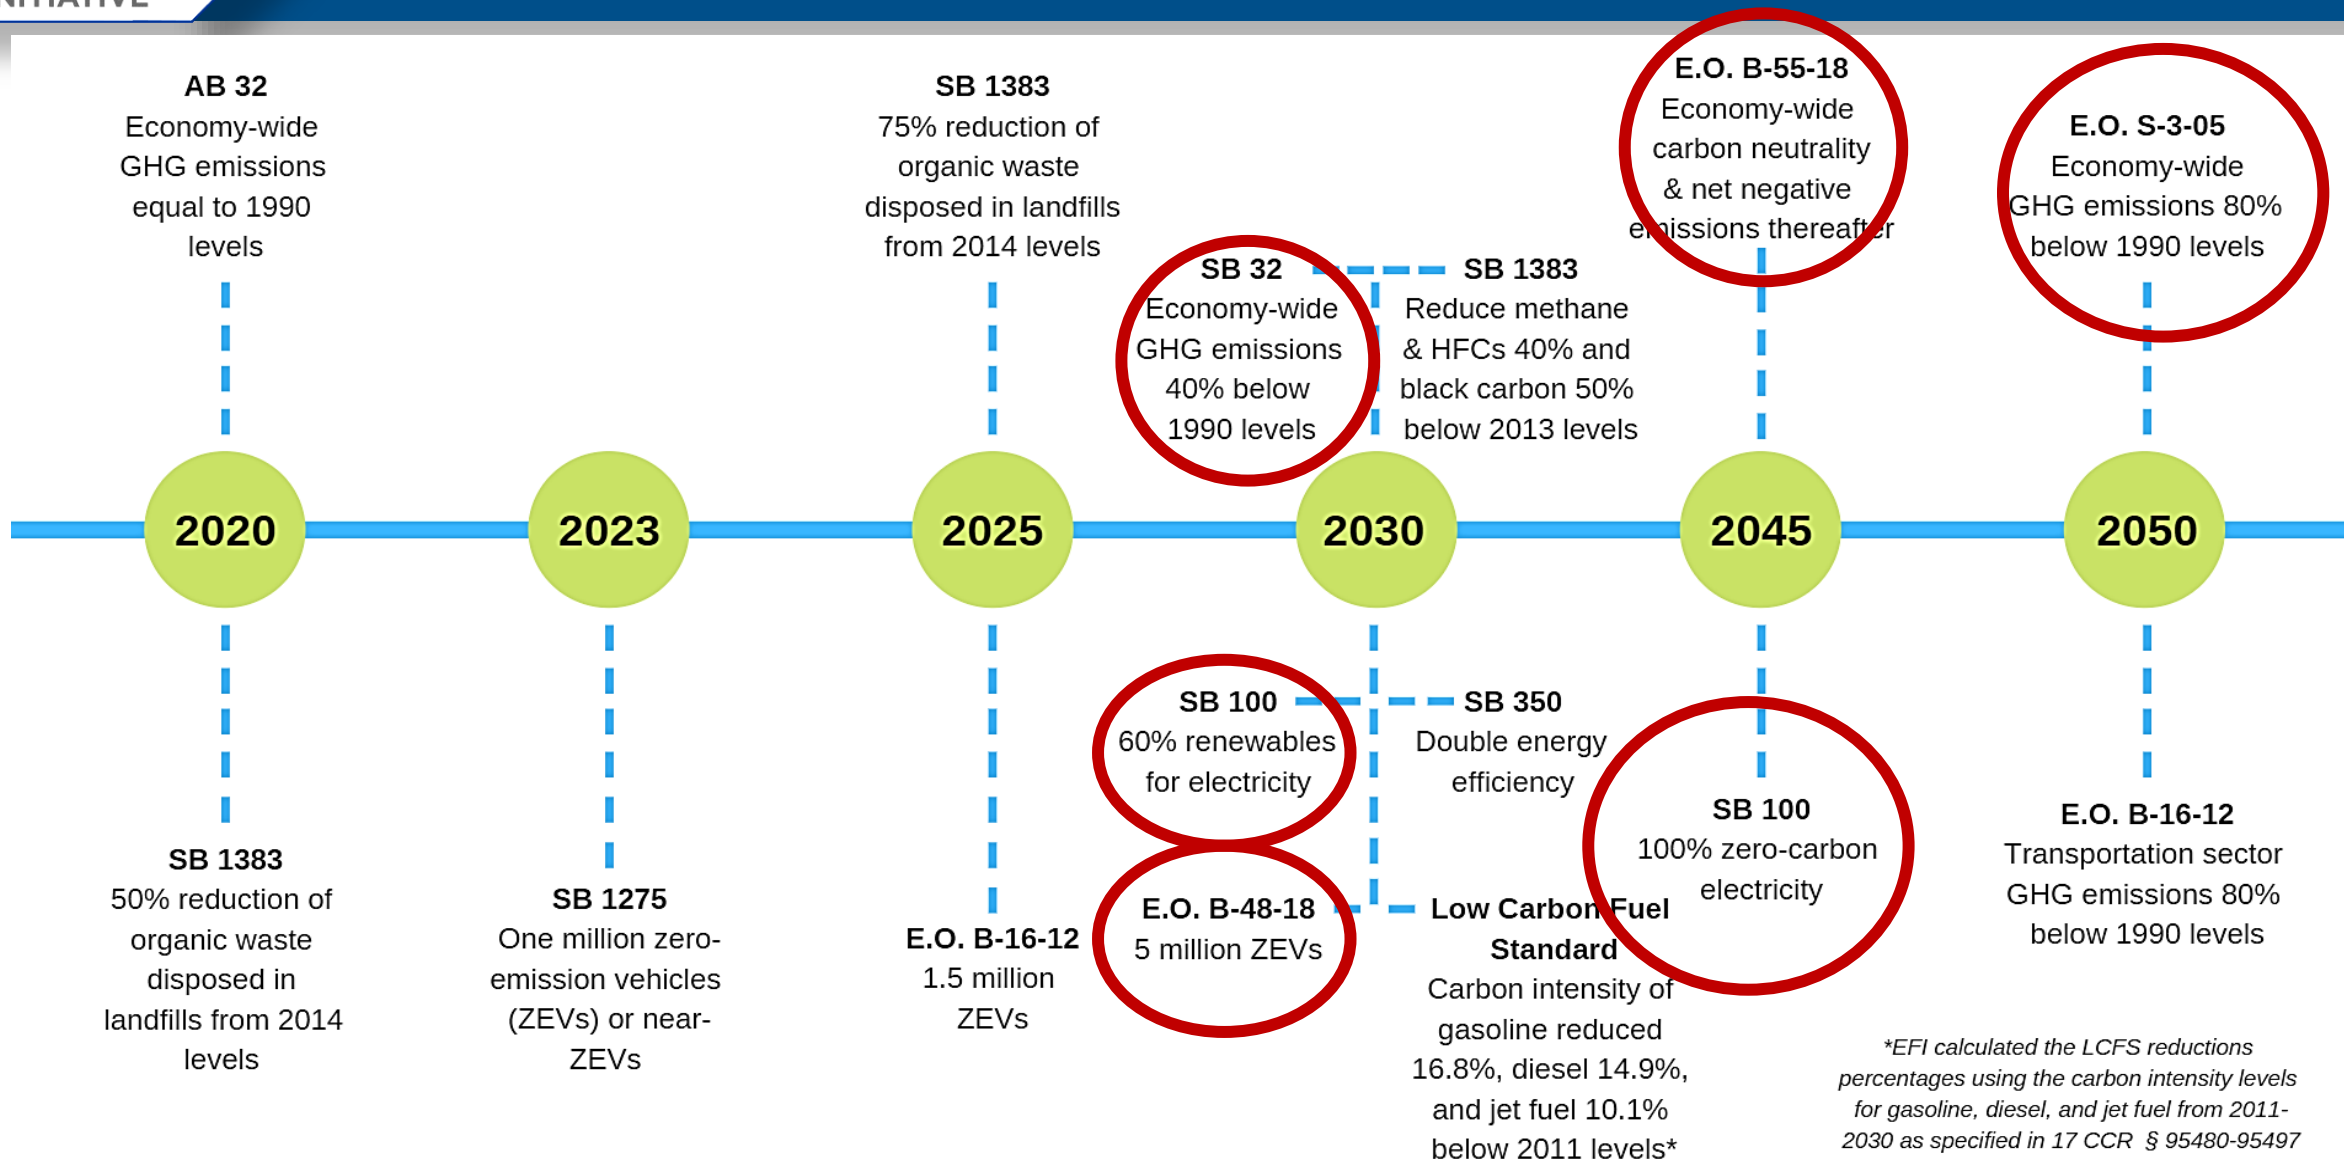 AB 32
Economy-wide
GHG emissions
equal to 1990
levels
SB 1383
75% reduction of
organic waste
disposed in landfills
from 2014 levels
SB 32
Economy-wide
GHG emissions
40% below
1990 levels
SB 1383
Reduce methane
& HFCs 40% and
black carbon 50%
below 2013 levels
E.O. B-55-18
Economy-wide
carbon neutrality
& net negative
emissions thereafter
E.O. S-3-05
Economy-wide
GHG emissions 80%
below 1990 levels
2020
2023
2025
2030
2045
2050
SB 1383
50% reduction of
organic waste
disposed in
landfills from 2014
levels
SB 1275
One million zero-
emission vehicles
(ZEVs) or near-
ZEVs
E.O. B-16-12
1.5 million
ZEVs
SB 100
60% renewables
for electricity
SB 350
Double energy
efficiency
E.O. B-48-18
5 million ZEVs
Low Carbon Fuel
Standard
Carbon intensity of
gasoline reduced
16.8%, diesel 14.9%,
and jet fuel 10.1%
below 2011 levels*
SB 100
100% zero-carbon
electricity
E.O. B-16-12
Transportation sector
GHG emissions 80%
below 1990 levels
*EFI calculated the LCFS reductions
percentages using the carbon intensity levels
for gasoline, diesel, and jet fuel from 2011-
2030 as specified in 17 CCR § 95480-95497